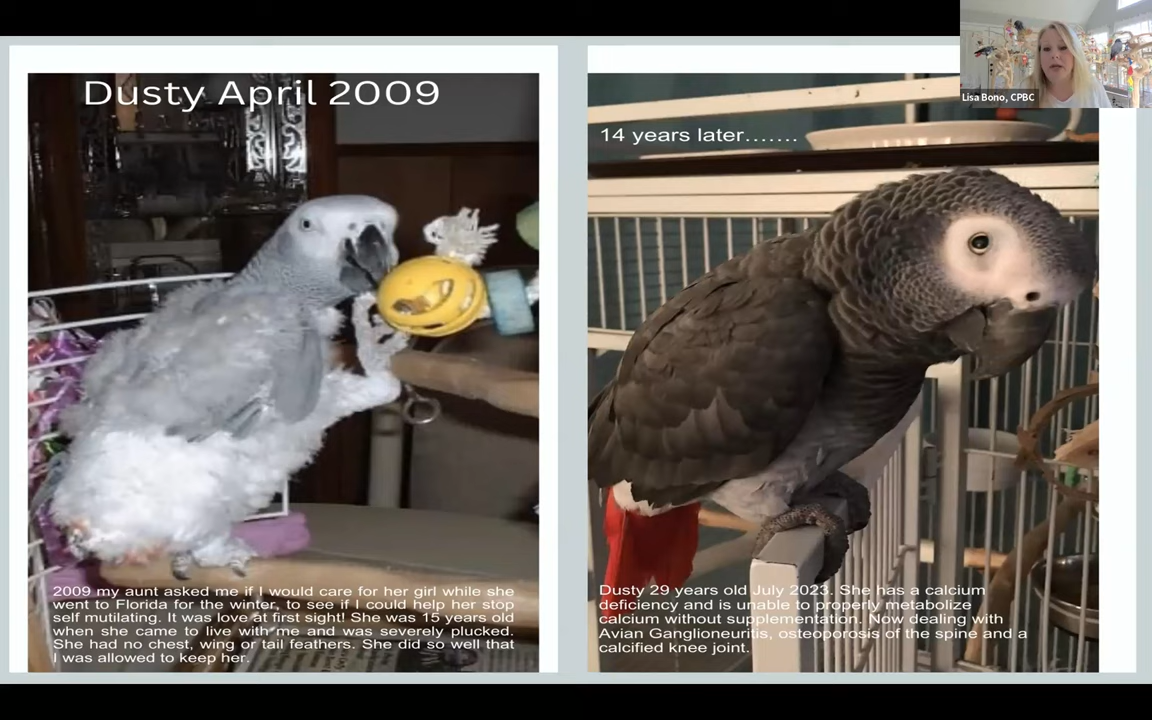 Dusty April 2009
2009 my aunt asked me if I would care for her girl while she
went to Florida for the winter, to see if I could help her stop
self mutilating. It was love at first sight! She was 15 years old
when she came to live with me and was severely plucked.
She had no chest, wing or tail feathers. She did so well that
I was allowed to keep her.
14 years later.......
Dusty 29 years old July 2023. She has a calcium
deficiency and is unable to properly metabolize
calcium without supplementation. Now dealing with
Avian Ganglioneuritis, osteoporosis of the spine and a
calcified knee joint.
Lisa Bono, CPBC